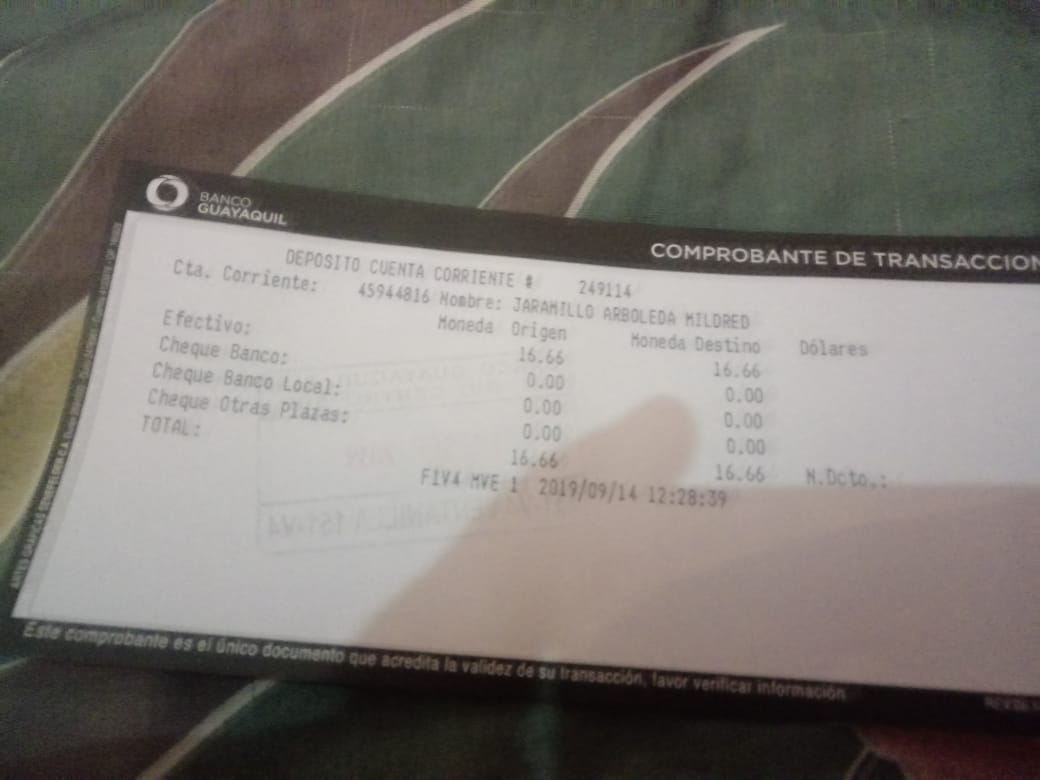 BANCO
GUAYAQUIL
COMPROBANTE DE TRANSACCION
DEPOSITO CUENTA CORRIENTE # 249114
Cta. Corriente: 45944816 Nombre: JARAMILLO ARBOLEDA MILDRED
Moneda Origen Moneda Destino Dólares
Efectivo: 16.66 16.66
Cheque Banco: 0.00 0.00
Cheque Banco Local: 0.00 0.00
Cheque Otras Plazas: 0.00 0.00
TOTAL: 16.66 16.66 N.Dcto.:
F1V4 MVE 1 2019/09/14 12:28:39
VENTANILLA 151-V4
Este comprobante es el único documento que acredita la validez de su transacción, favor verificar información